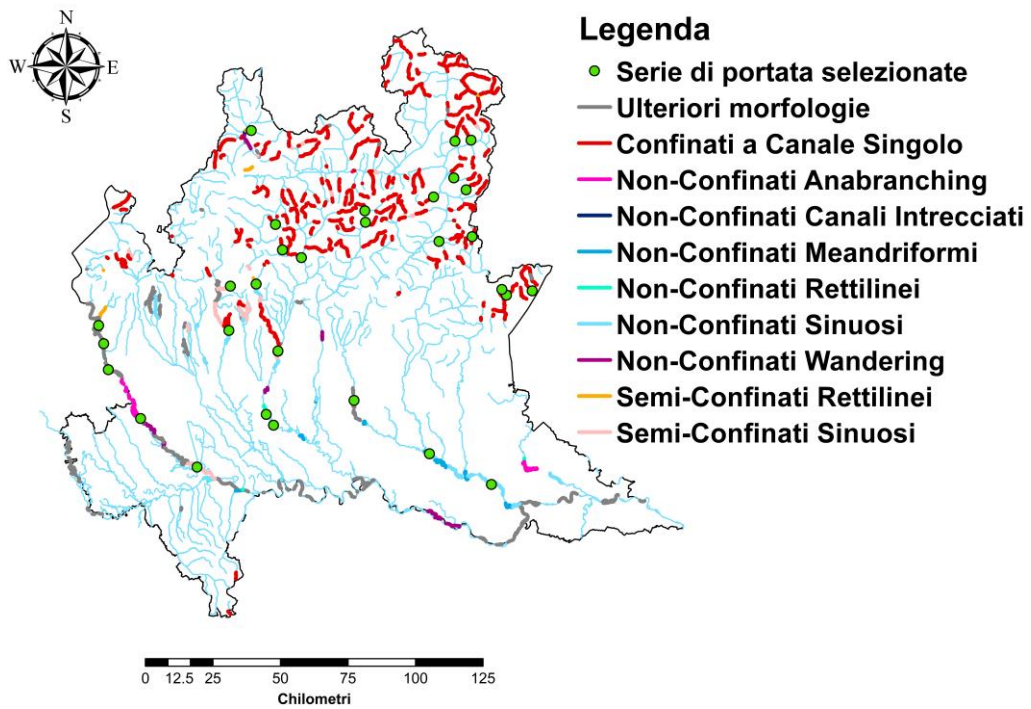 N
W E
S
Legenda
Serie di portata selezionate
Ulteriori morfologie
Confinati a Canale Singolo
Non-Confinati Anabranching
Non-Confinati Canali Intrecciati
Non-Confinati Meandriformi
Non-Confinati Rettilinei
Non-Confinati Sinuosi
Non-Confinati Wandering
Semi-Confinati Rettilinei
Semi-Confinati Sinuosi
0 12.5 25 50 75 100 125
Chilometri